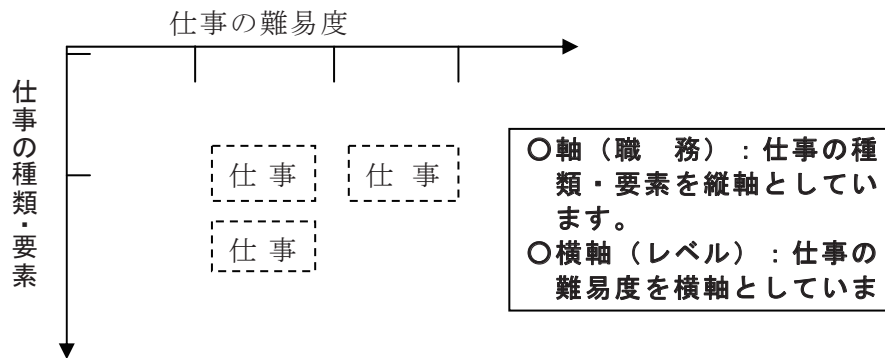 仕事の難易度
仕事の種類・要素
仕 事
仕 事
仕 事
〇軸（職　務）：仕事の種
類・要素を縦軸としてい
ます。
〇横軸（レベル）：仕事の
難易度を横軸としていま